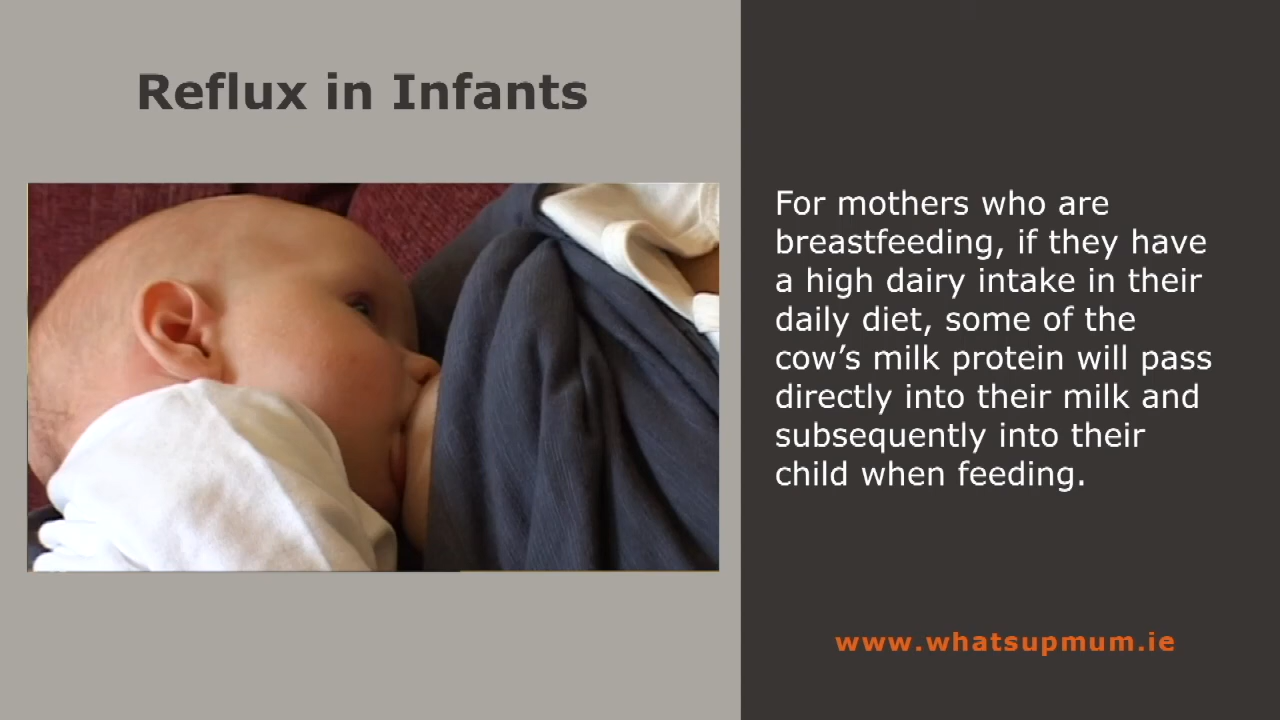 Reflux in Infants
For mothers who are
breastfeeding, if they have
a high dairy intake in their
daily diet, some of the
cow’s milk protein will pass
directly into their milk and
subsequently into their
child when feeding.
www.whatsupmum.ie